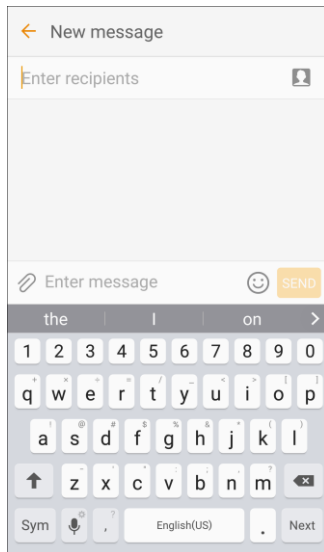 New message
Enter recipients
Enter message SEND
the I on >
1 2 3 4 5 6 7 8 9 0
q w e r t y u i o p
a s d f g h j k l
z x c v b n m
Sym , English(US) . Next